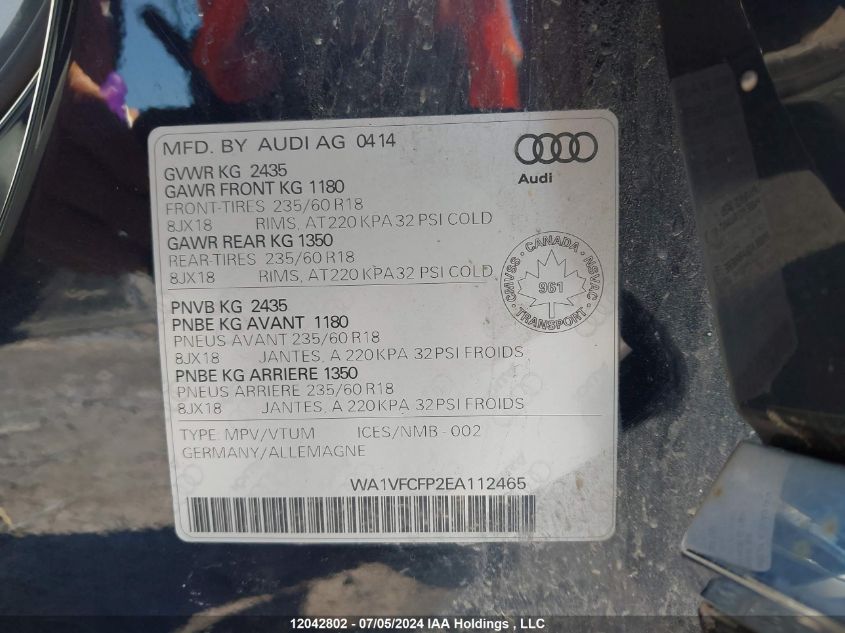 MFD. BY AUDI AG 0414
GVWR KG 2435
GAWR FRONT KG 1180
FRONT-TIRES 235/60 R18
8JX18 RIMS, AT 220 KPA 32 PSI COLD
GAWR REAR KG 1350
REAR-TIRES 235/60 R18
8JX18 RIMS, AT 220 KPA 32 PSI COLD
Audi
CANADA
CMVSS NSVAC
961
TRANSPORT
PNVB KG 2435
PNBE KG AVANT 1180
PNEUS AVANT 235/60 R18
8JX18 JANTES, A 220 KPA 32 PSI FROIDS
PNBE KG ARRIERE 1350
PNEUS ARRIERE 235/60 R18
8JX18 JANTES, A 220 KPA 32 PSI FROIDS
TYPE: MPV/VTUM ICES/NMB - 002
GERMANY/ALLEMAGNE
WA1VFCFP2EA112465
12042802 - 07/05/2024 IAA Holdings , LLC